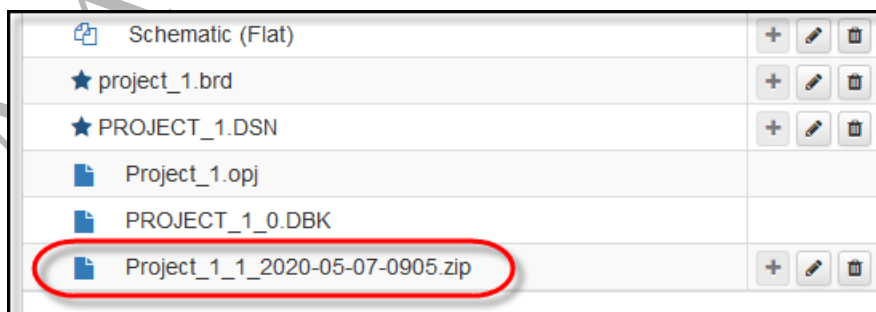 Schematic (Flat)
project_1.brd
PROJECT_1.DSN
Project_1.opj
PROJECT_1_0.DBK
Project_1_1_2020-05-07-0905.zip